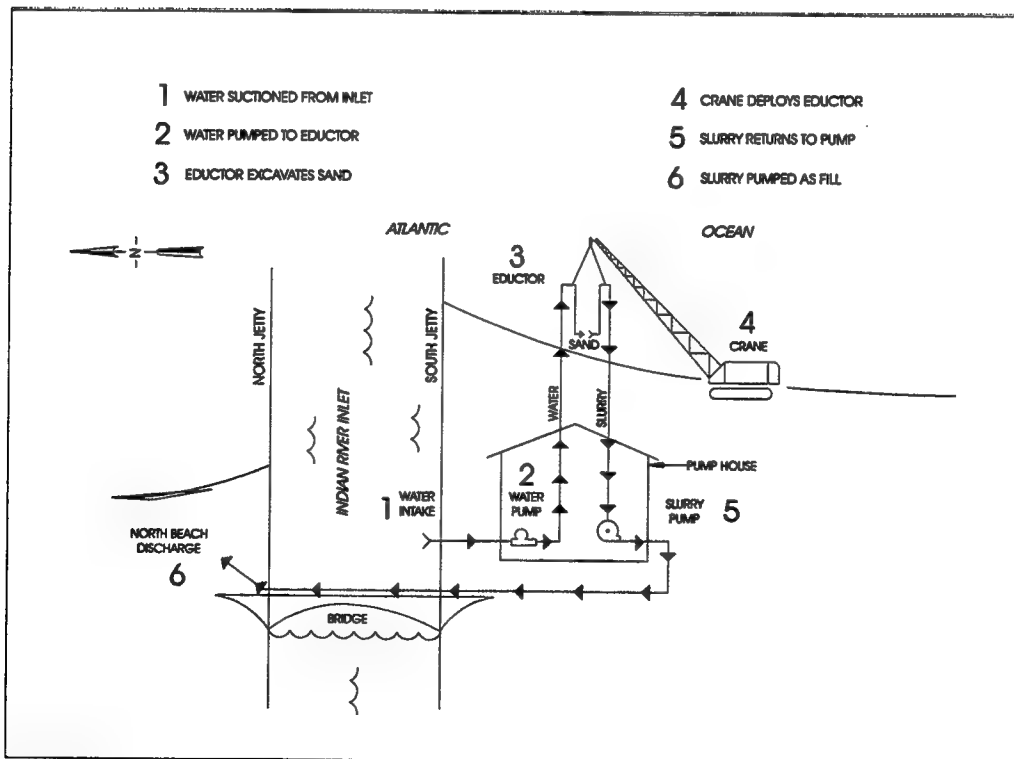 1 WATER SUCTIONED FROM INLET
2 WATER PUMPED TO EDUCTOR
3 EDUCTOR EXCAVATES SAND
4 CRANE DEPLOYS EDUCTOR
5 SLURRY RETURNS TO PUMP
6 SLURRY PUMPED AS FILL
ATLANTIC
OCEAN
N
3
EDUCTOR
4
CRANE
SAND
NORTH JETTY
SOUTH JETTY
INDIAN RIVER INLET
WATER
SLURRY
PUMP HOUSE
1 WATER
INTAKE
2
WATER
PUMP
SLURRY
PUMP 5
NORTH BEACH
DISCHARGE
6
BRIDGE